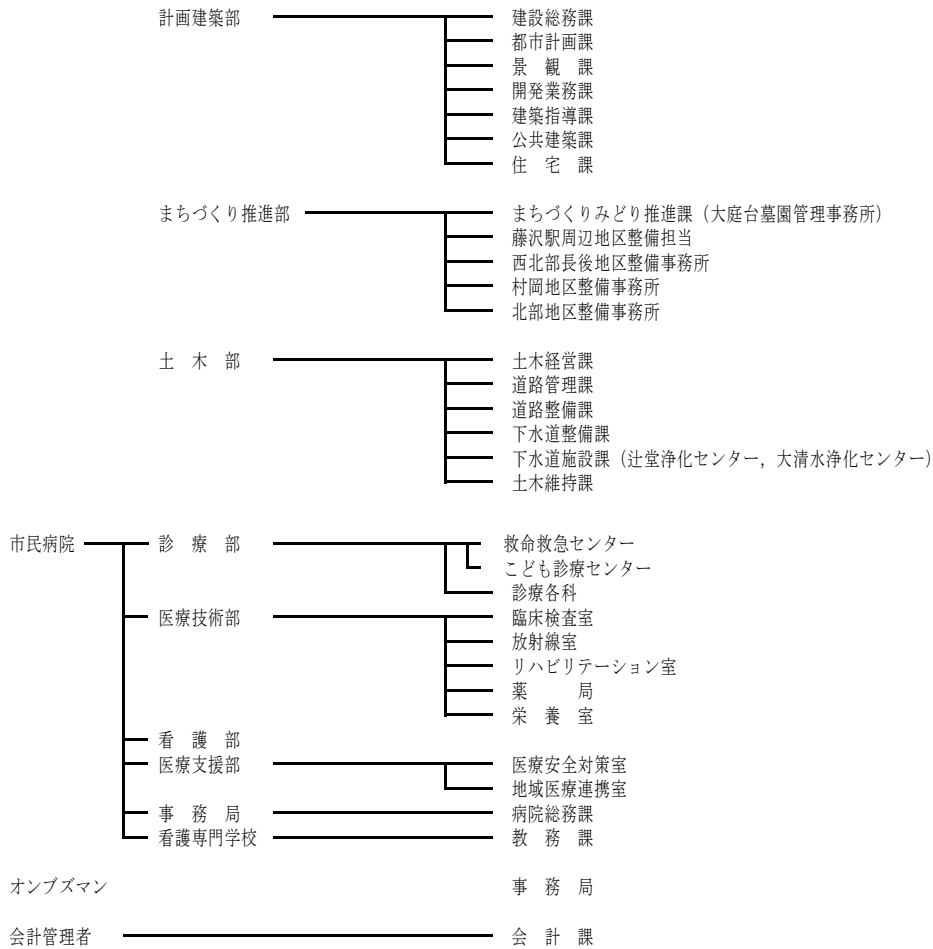 計画建築部 建設総務課
都市計画課
景 観 課
開発業務課
建築指導課
公共建築課
住 宅 課
まちづくり推進部 まちづくりみどり推進課（大庭台墓園管理事務所）
藤沢駅周辺地区整備担当
西北部長後地区整備事務所
村岡地区整備事務所
北部地区整備事務所
土 木 部 土木経営課
道路管理課
道路整備課
下水道整備課
下水道施設課（辻堂浄化センター，大清水浄化センター）
土木維持課
市民病院 診 療 部 救命救急センター
こども診療センター
診療各科
医療技術部 臨床検査室
放射線室
リハビリテーション室
薬 局
栄 養 室
看 護 部
医療支援部 医療安全対策室
地域医療連携室
事 務 局 病院総務課
看護専門学校 教 務 課
オンブズマン 事 務 局
会計管理者 会 計 課